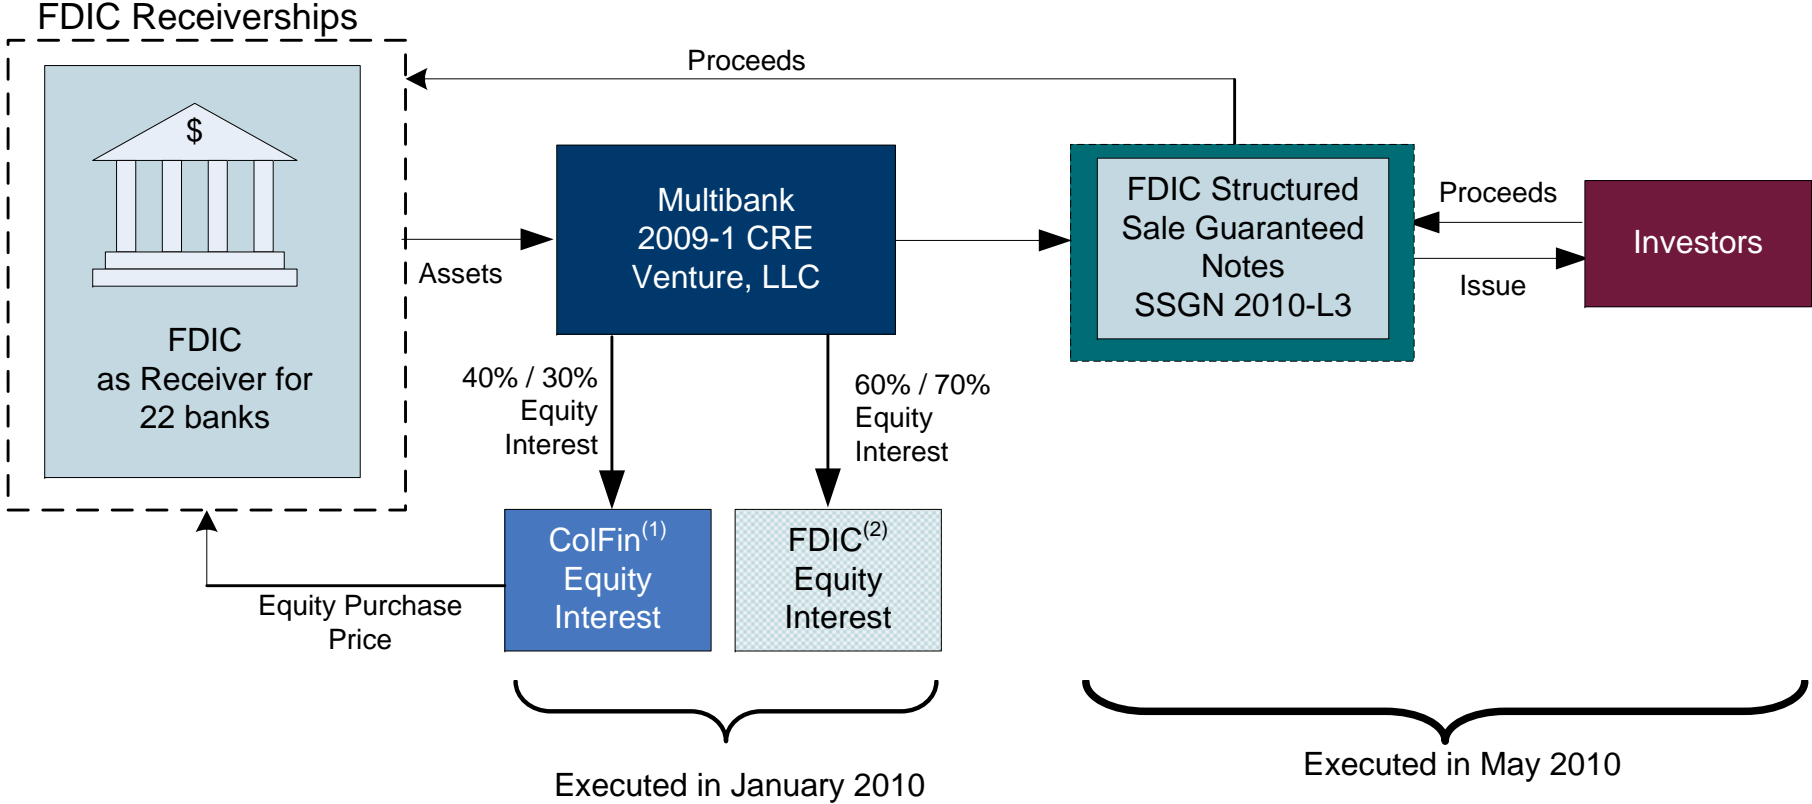 FDIC Receiverships
$
FDIC
as Receiver for
22 banks
Proceeds
Assets
Multibank
2009-1 CRE
Venture, LLC
FDIC Structured
Sale Guaranteed
Notes
SSGN 2010-L3
Proceeds
Issue
Investors
40% / 30%
Equity
Interest
60% / 70%
Equity
Interest
ColFin(1)
Equity
Interest
FDIC(2)
Equity
Interest
Equity Purchase
Price
Executed in January 2010
Executed in May 2010